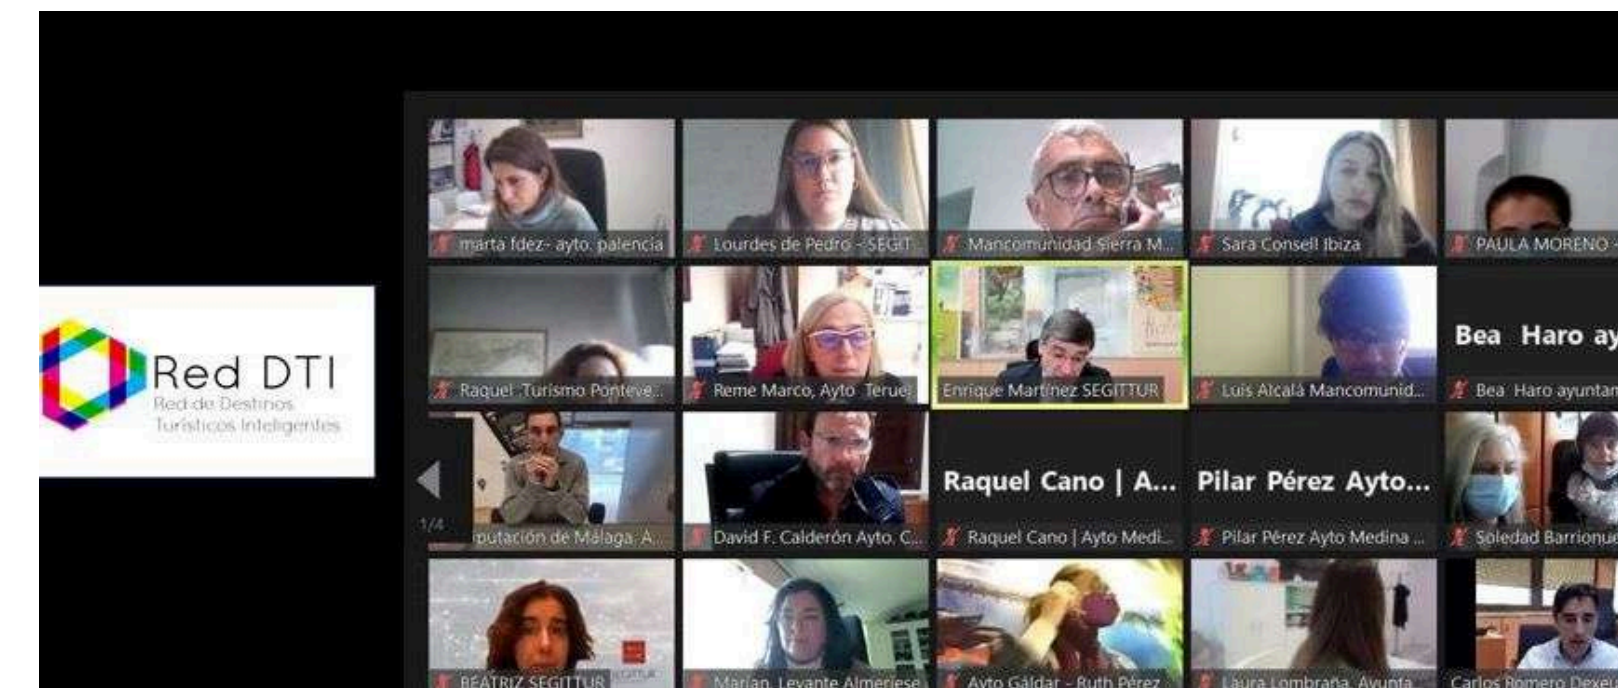 marta fdez- ayto. palencia
Lourdes de Pedro - SEGIT...
Mancomunidad Sierra M...
Sara Consell Ibiza
PAULA MORENO -
Red DTI
Red de Destinos
Turísticos Inteligentes
Raquel Turismo Ponteve...
Reme Marco, Ayto Teruel
Enrique Martínez SEGITTUR
Luis Alcalá Mancomunid...
Bea Haro ay
Bea Haro ayuntam
1/4
putación de Málaga. A...
David F. Calderón Ayto. C...
Raquel Cano | A...
Raquel Cano | Ayto Medi...
Pilar Pérez Ayto...
Pilar Pérez Ayto Medina ...
Soledad Barrionue
BEATRIZ SEGITTUR
Marian. Levante Almeriese
Ayto Gáldar - Ruth Pérez
Laura Lombraña, Ayunta
Carlos Romero Dexeu